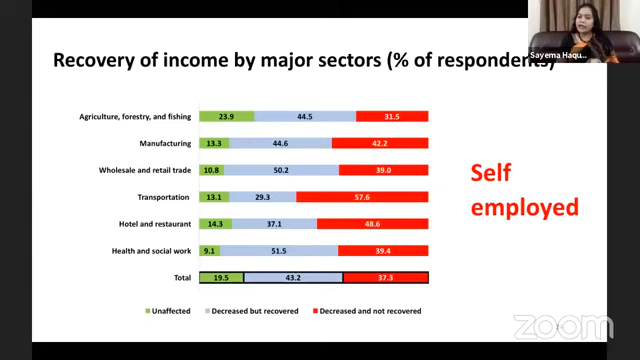 Sayema Haqu...
Recovery of income by major sectors (% of respondents)
Agriculture, forestry, and fishing 23.9 44.5 31.5
Manufacturing 13.3 44.6 42.2
Wholesale and retail trade 10.8 50.2 39.0
Transportation 13.1 29.3 57.6
Hotel and restaurant 14.3 37.1 48.6
Health and social work 9.1 51.5 39.4
Total 19.5 43.2 37.3
Self
employed
Unaffected Decreased but recovered Decreased and not recovered
zoom